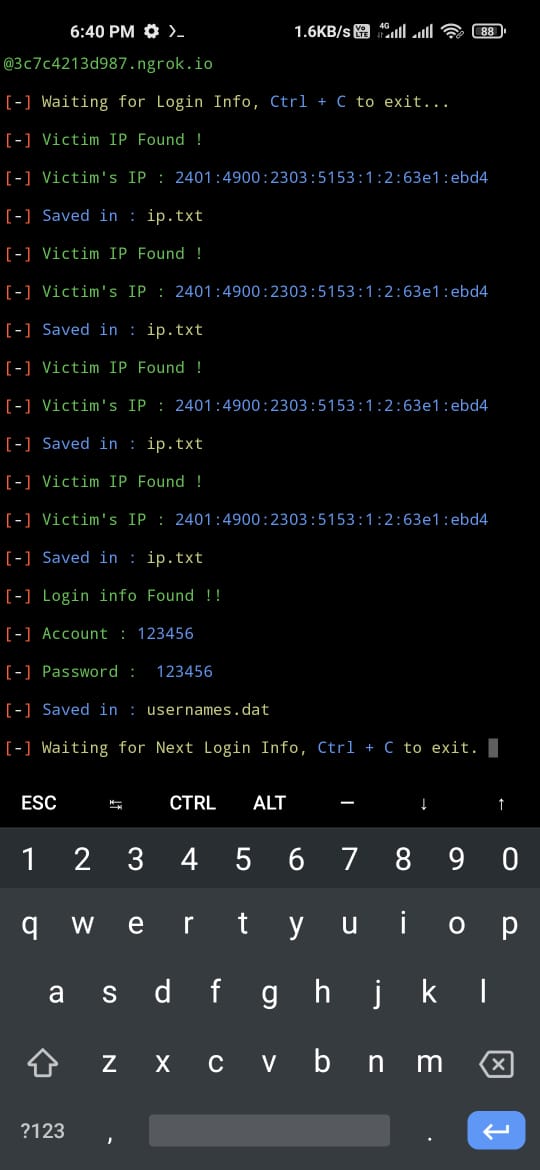 6:40 PM
1.6KB/s Vo LTE 4G 88
@3c7c4213d987.ngrok.io
[-] Waiting for Login Info, Ctrl + C to exit...
[-] Victim IP Found !
[-] Victim's IP : 2401:4900:2303:5153:1:2:63e1:ebd4
[-] Saved in : ip.txt
[-] Victim IP Found !
[-] Victim's IP : 2401:4900:2303:5153:1:2:63e1:ebd4
[-] Saved in : ip.txt
[-] Victim IP Found !
[-] Victim's IP : 2401:4900:2303:5153:1:2:63e1:ebd4
[-] Saved in : ip.txt
[-] Victim IP Found !
[-] Victim's IP : 2401:4900:2303:5153:1:2:63e1:ebd4
[-] Saved in : ip.txt
[-] Login info Found !!
[-] Account : 123456
[-] Password :  123456
[-] Saved in : usernames.dat
[-] Waiting for Next Login Info, Ctrl + C to exit.
ESC ↹ CTRL ALT — ↓ ↑
1 2 3 4 5 6 7 8 9 0
q w e r t y u i o p
a s d f g h j k l
z x c v b n m
?123 , .